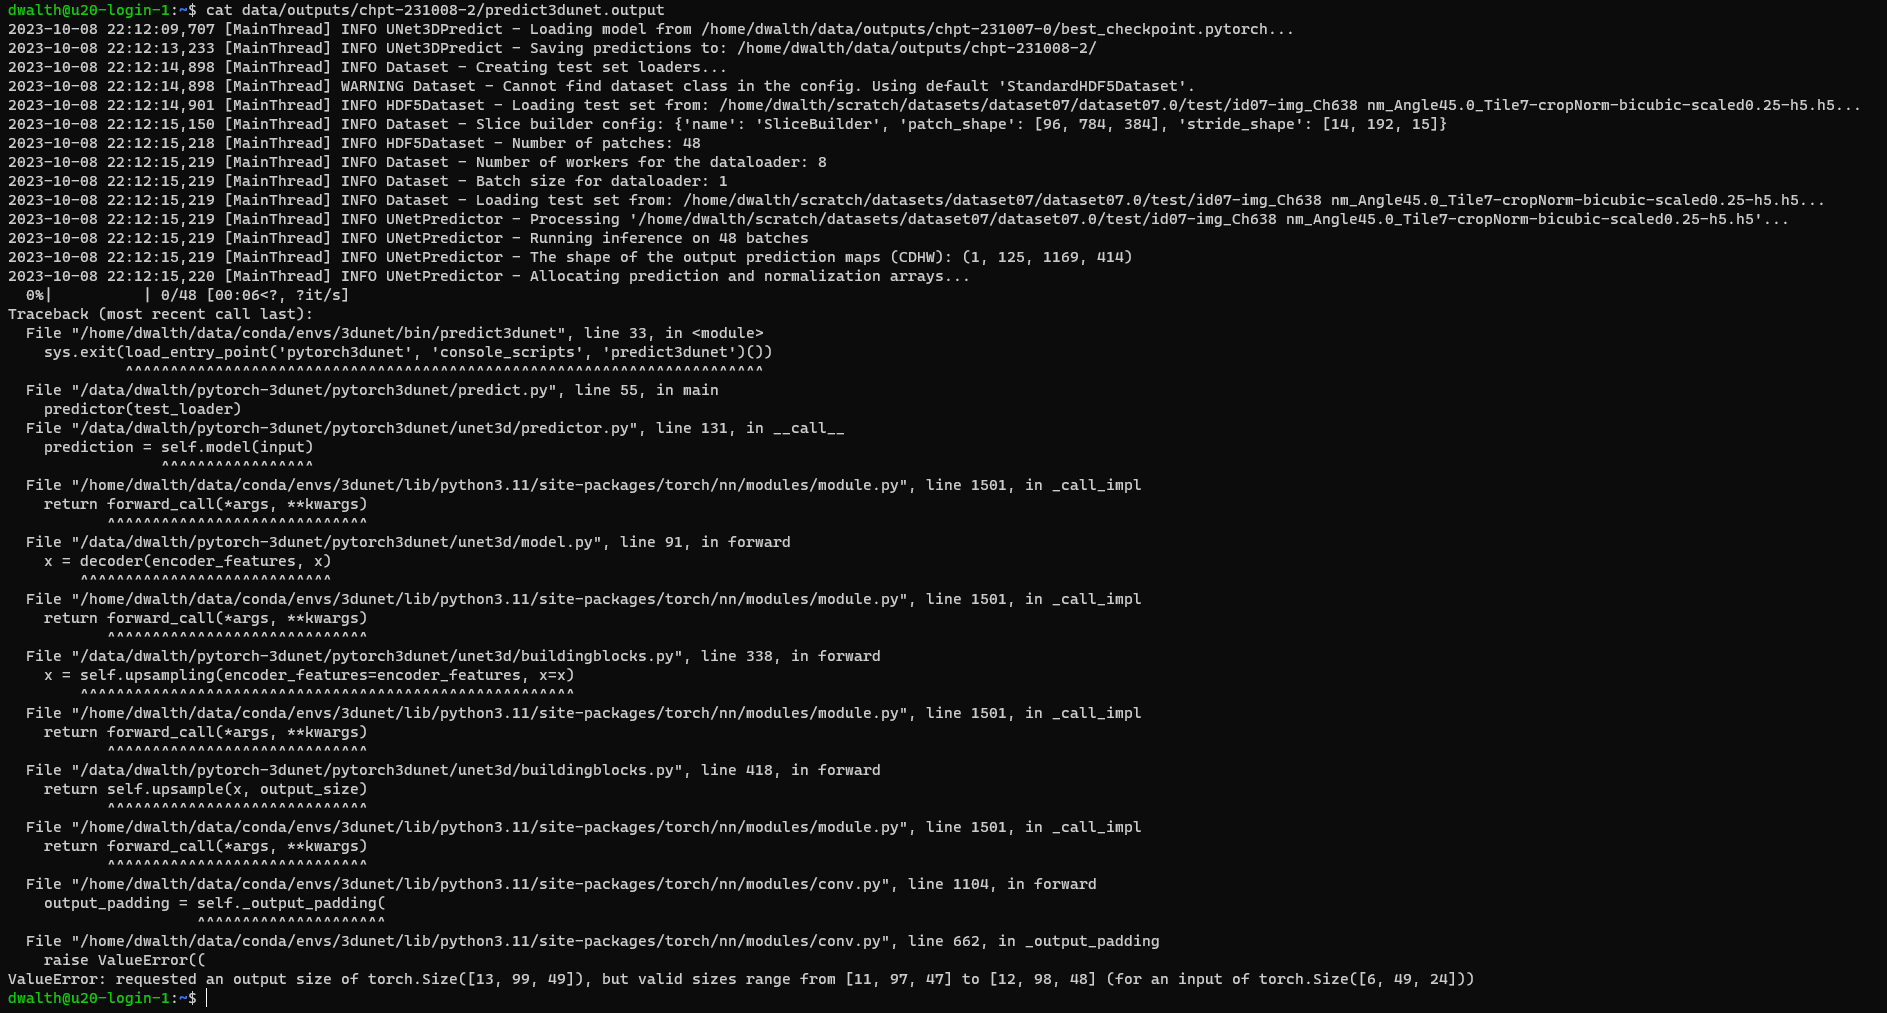 dwalth@u20-login-1:~$ cat data/outputs/chpt-231008-2/predict3dunet.output
2023-10-08 22:12:09,707 [MainThread] INFO UNet3DPredict - Loading model from /home/dwalth/data/outputs/chpt-231007-0/best_checkpoint.pytorch...
2023-10-08 22:12:13,233 [MainThread] INFO UNet3DPredict - Saving predictions to: /home/dwalth/data/outputs/chpt-231008-2/
2023-10-08 22:12:14,898 [MainThread] INFO Dataset - Creating test set loaders...
2023-10-08 22:12:14,898 [MainThread] WARNING Dataset - Cannot find dataset class in the config. Using default 'StandardHDF5Dataset'.
2023-10-08 22:12:14,901 [MainThread] INFO HDF5Dataset - Loading test set from: /home/dwalth/scratch/datasets/dataset07/dataset07.0/test/id07-img_Ch638 nm_Angle45.0_Tile7-cropNorm-bicubic-scaled0.25-h5.h5...
2023-10-08 22:12:15,150 [MainThread] INFO Dataset - Slice builder config: {'name': 'SliceBuilder', 'patch_shape': [96, 784, 384], 'stride_shape': [14, 192, 15]}
2023-10-08 22:12:15,218 [MainThread] INFO HDF5Dataset - Number of patches: 48
2023-10-08 22:12:15,219 [MainThread] INFO Dataset - Number of workers for the dataloader: 8
2023-10-08 22:12:15,219 [MainThread] INFO Dataset - Batch size for dataloader: 1
2023-10-08 22:12:15,219 [MainThread] INFO Dataset - Loading test set from: /home/dwalth/scratch/datasets/dataset07/dataset07.0/test/id07-img_Ch638 nm_Angle45.0_Tile7-cropNorm-bicubic-scaled0.25-h5.h5...
2023-10-08 22:12:15,219 [MainThread] INFO UNetPredictor - Processing '/home/dwalth/scratch/datasets/dataset07/dataset07.0/test/id07-img_Ch638 nm_Angle45.0_Tile7-cropNorm-bicubic-scaled0.25-h5.h5'...
2023-10-08 22:12:15,219 [MainThread] INFO UNetPredictor - Running inference on 48 batches
2023-10-08 22:12:15,219 [MainThread] INFO UNetPredictor - The shape of the output prediction maps (CDHW): (1, 125, 1169, 414)
2023-10-08 22:12:15,220 [MainThread] INFO UNetPredictor - Allocating prediction and normalization arrays...
  0%|          | 0/48 [00:06<?, ?it/s]
Traceback (most recent call last):
  File "/home/dwalth/data/conda/envs/3dunet/bin/predict3dunet", line 33, in <module>
    sys.exit(load_entry_point('pytorch3dunet', 'console_scripts', 'predict3dunet')())
             ^^^^^^^^^^^^^^^^^^^^^^^^^^^^^^^^^^^^^^^^^^^^^^^^^^^^^^^^^^^^^^^^^^^^^^^
  File "/data/dwalth/pytorch-3dunet/pytorch3dunet/predict.py", line 55, in main
    predictor(test_loader)
  File "/data/dwalth/pytorch-3dunet/pytorch3dunet/unet3d/predictor.py", line 131, in __call__
    prediction = self.model(input)
                 ^^^^^^^^^^^^^^^^^
  File "/home/dwalth/data/conda/envs/3dunet/lib/python3.11/site-packages/torch/nn/modules/module.py", line 1501, in _call_impl
    return forward_call(*args, **kwargs)
           ^^^^^^^^^^^^^^^^^^^^^^^^^^^^^
  File "/data/dwalth/pytorch-3dunet/pytorch3dunet/unet3d/model.py", line 91, in forward
    x = decoder(encoder_features, x)
        ^^^^^^^^^^^^^^^^^^^^^^^^^^^^
  File "/home/dwalth/data/conda/envs/3dunet/lib/python3.11/site-packages/torch/nn/modules/module.py", line 1501, in _call_impl
    return forward_call(*args, **kwargs)
           ^^^^^^^^^^^^^^^^^^^^^^^^^^^^^
  File "/data/dwalth/pytorch-3dunet/pytorch3dunet/unet3d/buildingblocks.py", line 338, in forward
    x = self.upsampling(encoder_features=encoder_features, x=x)
        ^^^^^^^^^^^^^^^^^^^^^^^^^^^^^^^^^^^^^^^^^^^^^^^^^^^^^^^
  File "/home/dwalth/data/conda/envs/3dunet/lib/python3.11/site-packages/torch/nn/modules/module.py", line 1501, in _call_impl
    return forward_call(*args, **kwargs)
           ^^^^^^^^^^^^^^^^^^^^^^^^^^^^^
  File "/data/dwalth/pytorch-3dunet/pytorch3dunet/unet3d/buildingblocks.py", line 418, in forward
    return self.upsample(x, output_size)
           ^^^^^^^^^^^^^^^^^^^^^^^^^^^^^
  File "/home/dwalth/data/conda/envs/3dunet/lib/python3.11/site-packages/torch/nn/modules/module.py", line 1501, in _call_impl
    return forward_call(*args, **kwargs)
           ^^^^^^^^^^^^^^^^^^^^^^^^^^^^^
  File "/home/dwalth/data/conda/envs/3dunet/lib/python3.11/site-packages/torch/nn/modules/conv.py", line 1104, in forward
    output_padding = self._output_padding(
                     ^^^^^^^^^^^^^^^^^^^^^
  File "/home/dwalth/data/conda/envs/3dunet/lib/python3.11/site-packages/torch/nn/modules/conv.py", line 662, in _output_padding
    raise ValueError((
ValueError: requested an output size of torch.Size([13, 99, 49]), but valid sizes range from [11, 97, 47] to [12, 98, 48] (for an input of torch.Size([6, 49, 24]))
dwalth@u20-login-1:~$